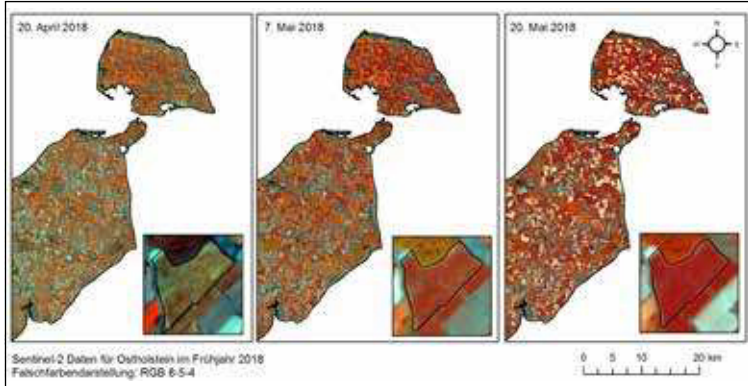 20. April 2018
7. Mai 2018
20. Mai 2018
N
W
E
S
Sentinel-2 Daten für Ostholstein im Frühjahr 2018
Falschfarbendarstellung: RGB 8-5-4
0 5 10 20 km